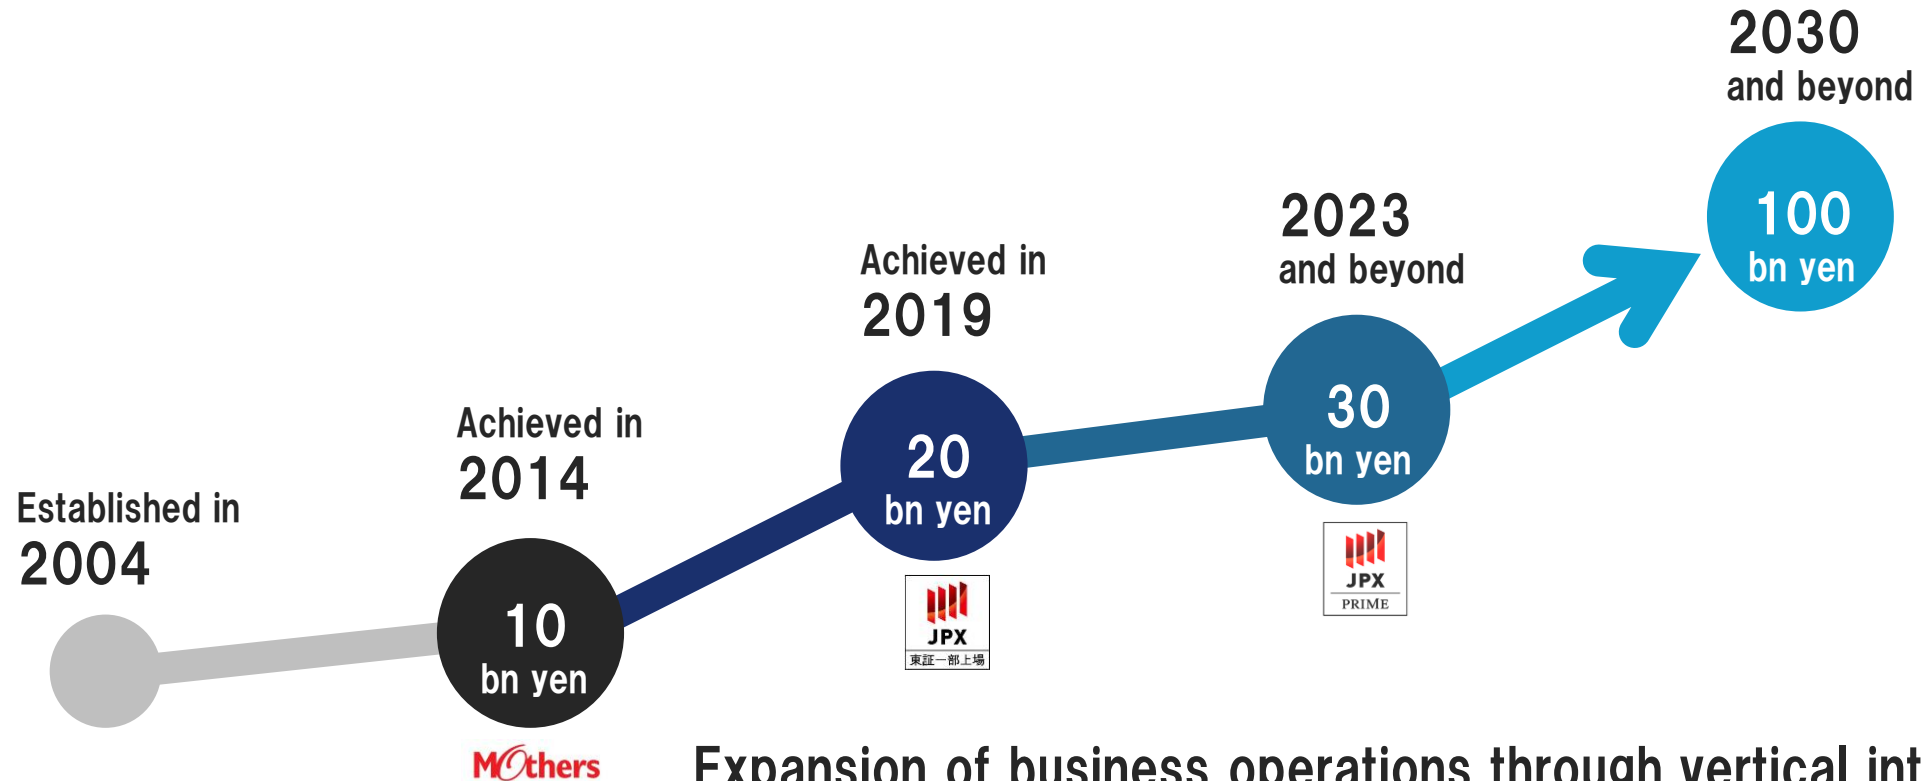 Established in
2004
Achieved in
2014
10
bn yen
Mothers
Achieved in
2019
20
bn yen
JPX
東証一部上場
2023
and beyond
30
bn yen
JPX
PRIME
2030
and beyond
100
bn yen
Expansion of business operations through vertical